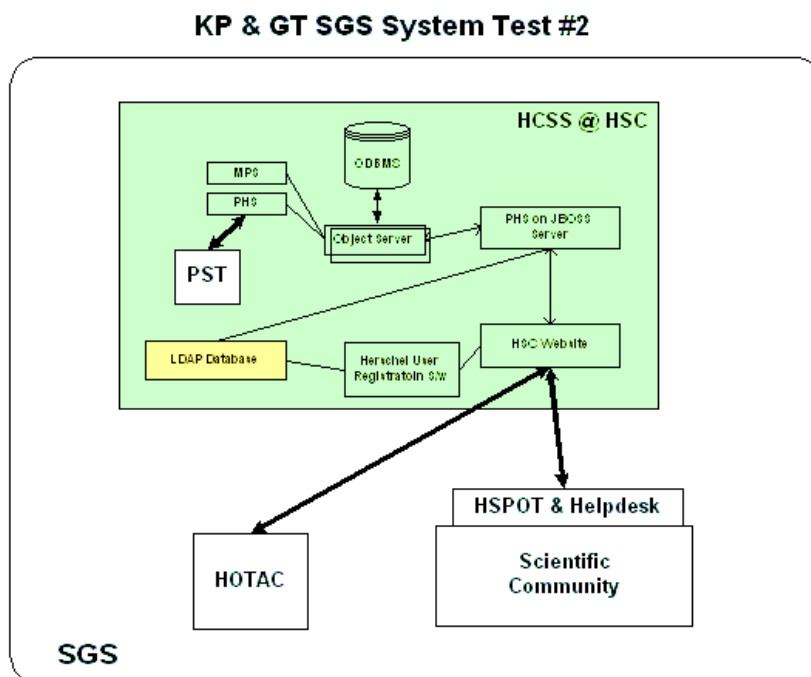 KP & GT SGS System Test #2
HCSS @ HSC
ODBMS
MPS
PHS
Object Server
PHS on JBOSS
Server
PST
LDAP Database
Herschel User
Registratoin S/w
HSC Website
HSPOT & Helpdesk
Scientific
Community
HOTAC
SGS